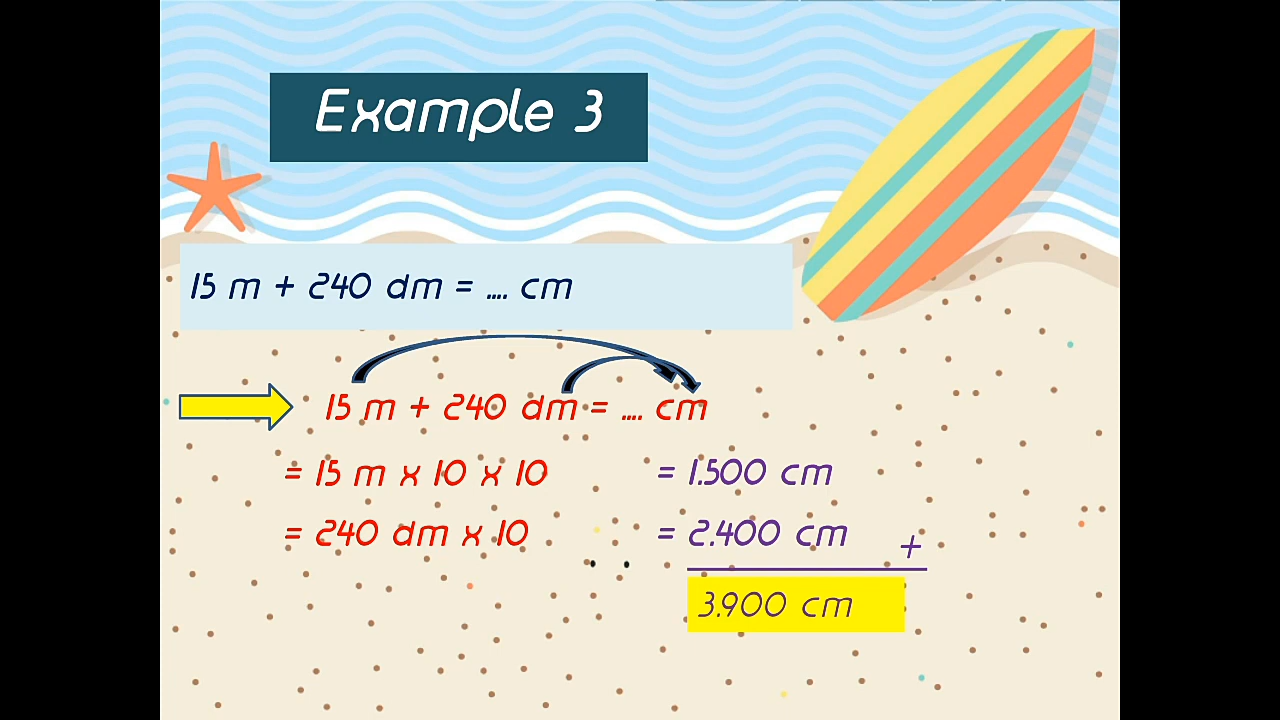 Example 3
15 m + 240 dm = .... cm
15 m + 240 dm = .... cm
= 15 m x 10 x 10 = 1.500 cm
= 240 dm x 10 = 2.400 cm +
3.900 cm